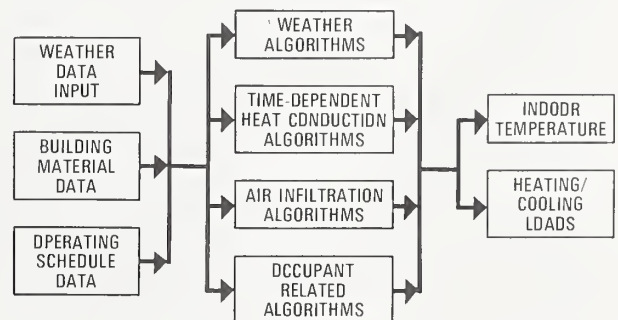 WEATHER
DATA
INPUT
BUILDING
MATERIAL
DATA
DPERATING
SCHEDULE
DATA
WEATHER
ALGORITHMS
TIME-DEPENDENT
HEAT CDNDUCTION
ALGORITHMS
AIR INFILTRATION
ALGORITHMS
DCCUPANT
RELATED
ALGORITHMS
INDODR
TEMPERATURE
HEATING/
COOLING
LDADS